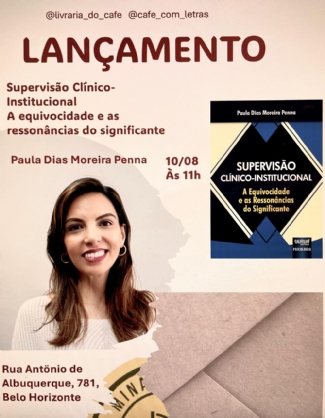 @livraria_do_cafe @cafe_com_letras
LANÇAMENTO
Supervisão Clínico-
Institucional
A equivocidade e as
ressonâncias do significante
Paula Dias Moreira Penna
10/08
Às 11h
Paula Dias Moreira Penna
SUPERVISÃO
CLÍNICO-INSTITUCIONAL
A Equivocidade
e as Ressonâncias
do Significante
Rua Antônio de
Albuquerque, 781,
Belo Horizonte
MINA